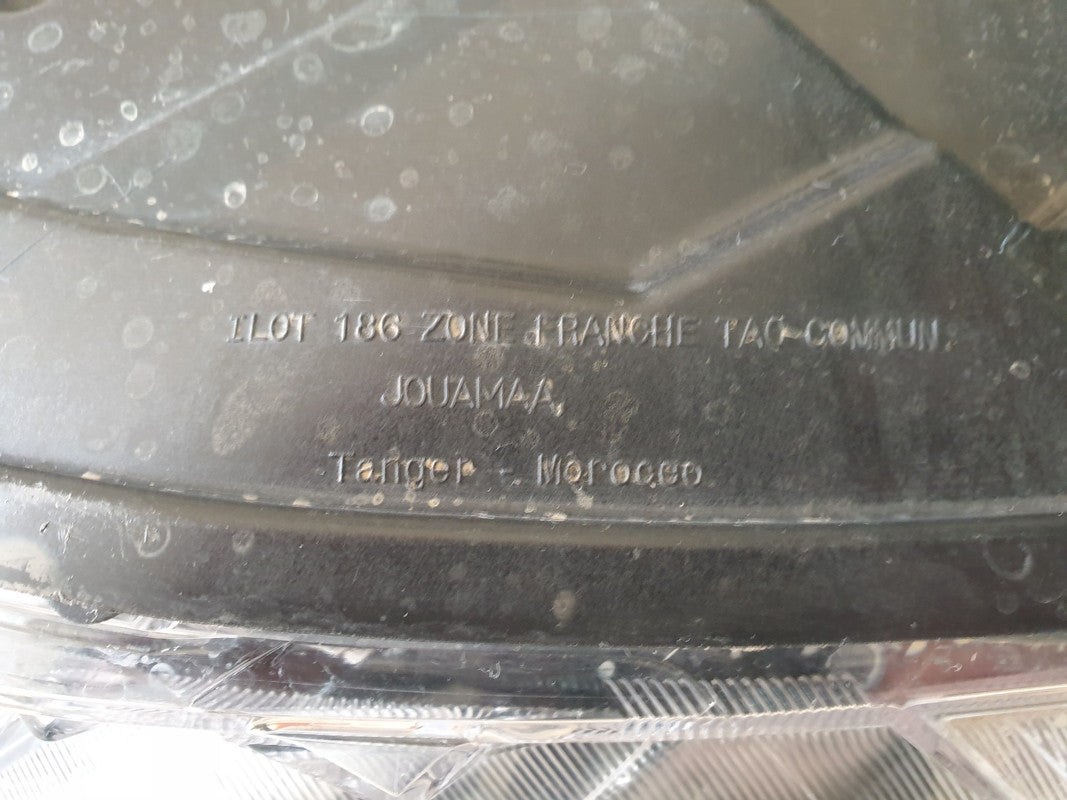 ILOT 186 ZONE FRANCHE TAC COMMUN.
JOUAMAA,
Tanger - Morocco